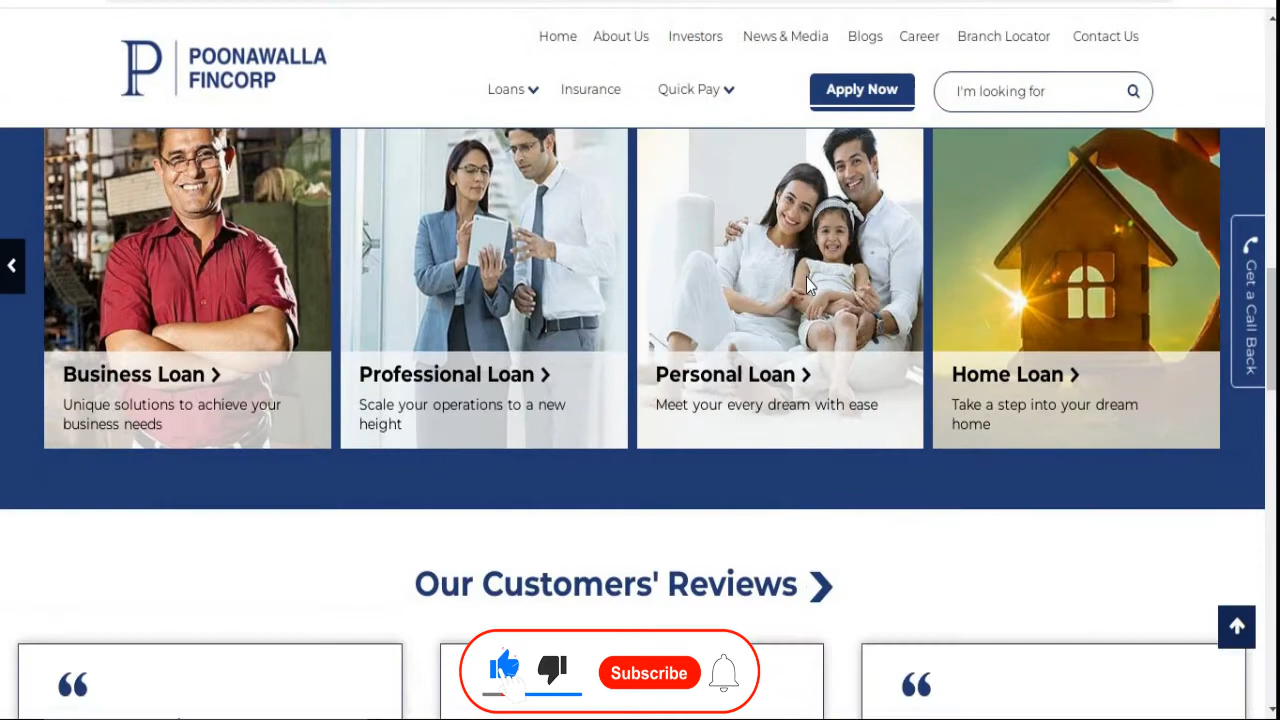 Home About Us Investors News & Media Blogs Career Branch Locator Contact Us
POONAWALLA
FINCORP
Loans Insurance Quick Pay Apply Now I'm looking for
Get a Call Back
Business Loan
Unique solutions to achieve your
business needs
Professional Loan
Scale your operations to a new
height
Personal Loan
Meet your every dream with ease
Home Loan
Take a step into your dream
home
Our Customers' Reviews
Subscribe